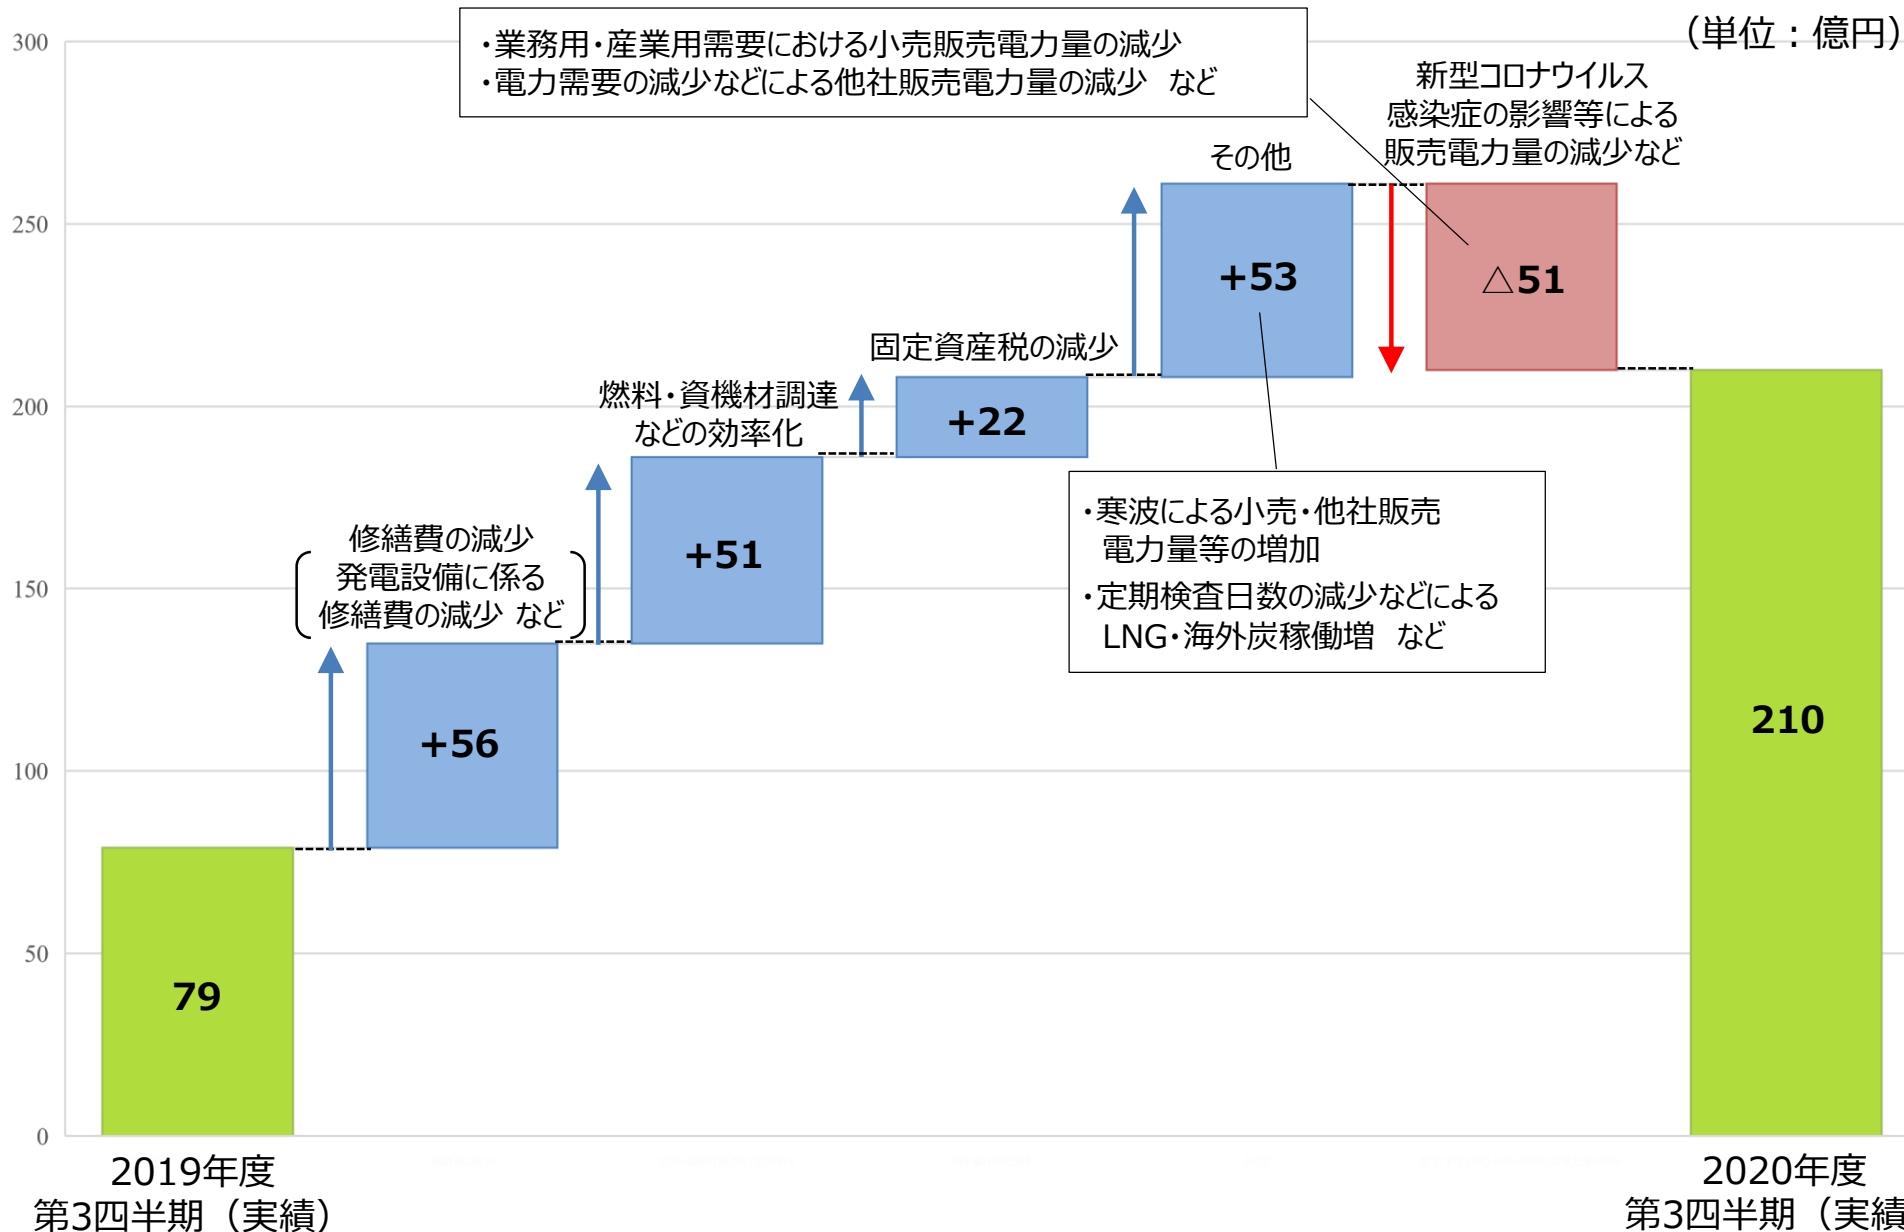 (単位：億円)
・業務用・産業用需要における小売販売電力量の減少
・電力需要の減少などによる他社販売電力量の減少 など
新型コロナウイルス
感染症の影響等による
販売電力量の減少など
その他
+53
△51
固定資産税の減少
+22
燃料・資機材調達
などの効率化
+51
・寒波による小売・他社販売
電力量等の増加
・定期検査日数の減少などによる
LNG・海外炭稼働増 など
修繕費の減少
発電設備に係る
修繕費の減少 など
+56
79
210
300
250
200
150
100
50
0
2019年度
第3四半期（実績）
2020年度
第3四半期（実績